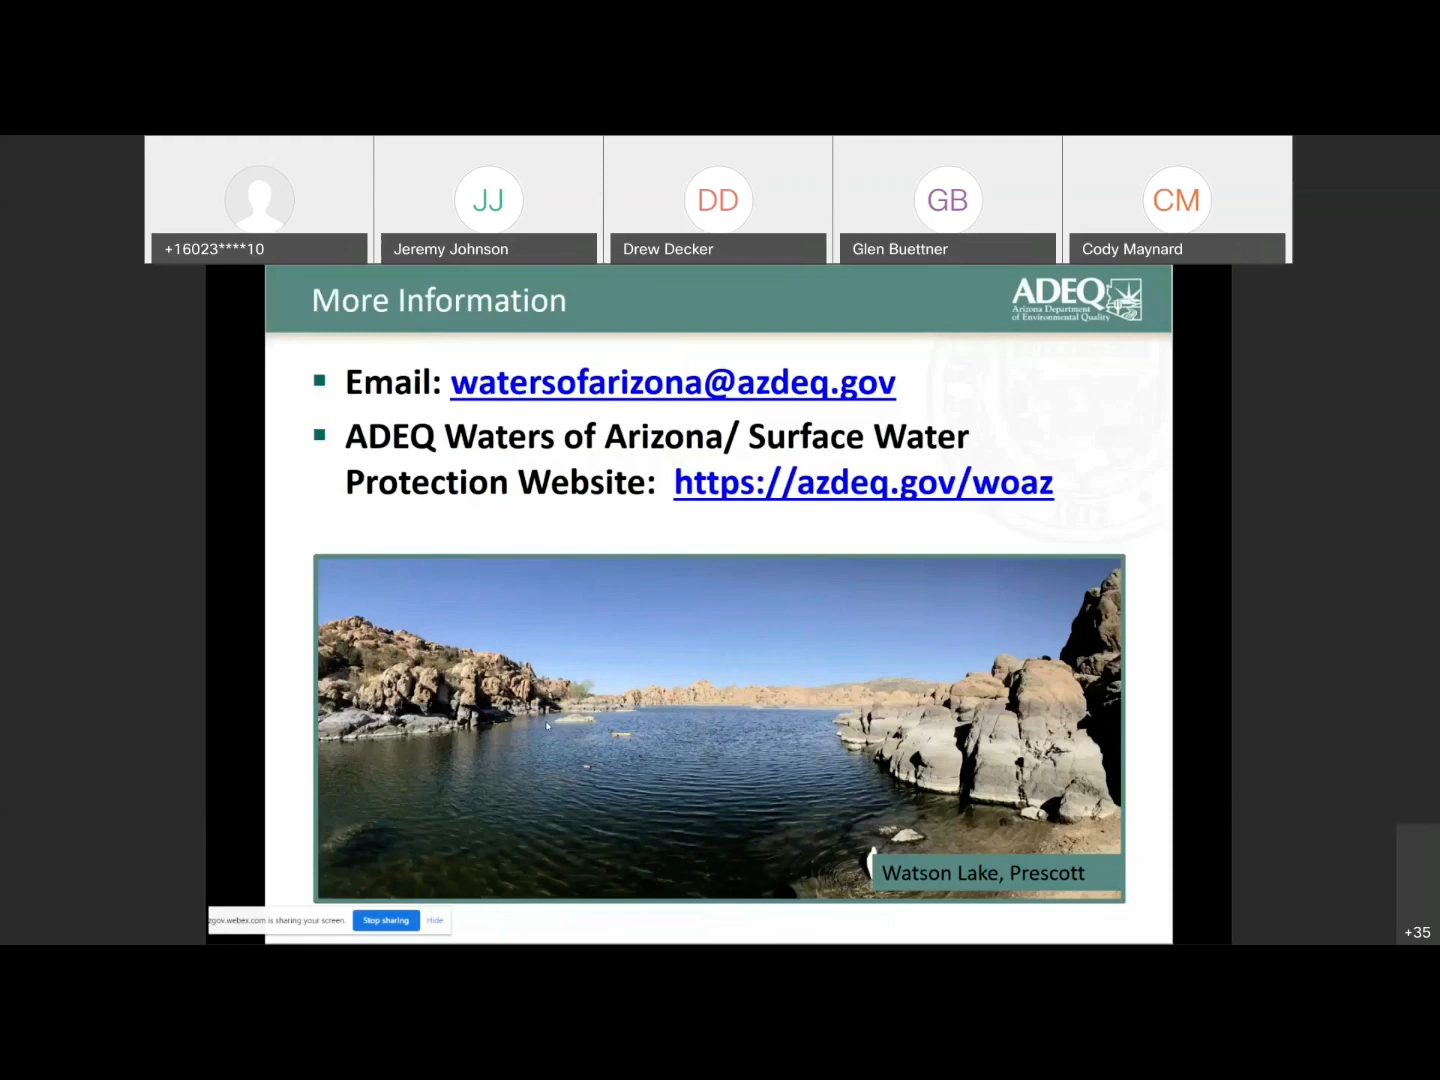 JJ
DD
GB
CM
+16023****10
Jeremy Johnson
Drew Decker
Glen Buettner
Cody Maynard
More Information
ADEQ
Arizona Department
of Environmental Quality
▪ Email: watersofarizona@azdeq.gov
▪ ADEQ Waters of Arizona/ Surface Water
Protection Website: https://azdeq.gov/woaz
Watson Lake, Prescott
zgov.webex.com is sharing your screen. Stop sharing Hide
+35